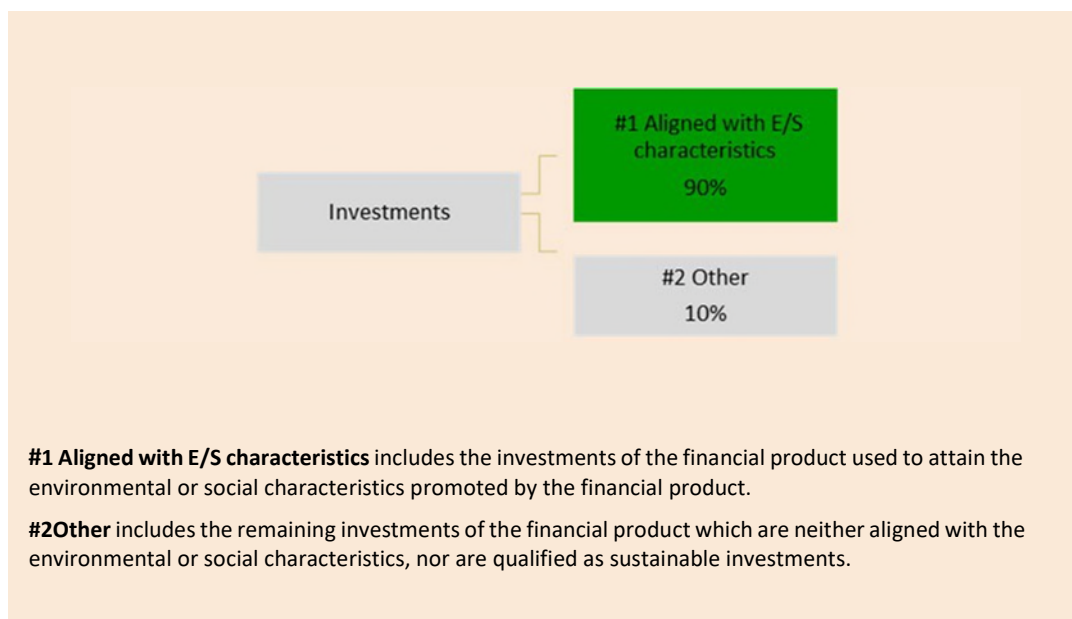 #1 Aligned with E/S
characteristics
90%
Investments
#2 Other
10%
#1 Aligned with E/S characteristics includes the investments of the financial product used to attain the
environmental or social characteristics promoted by the financial product.
#2Other includes the remaining investments of the financial product which are neither aligned with the
environmental or social characteristics, nor are qualified as sustainable investments.